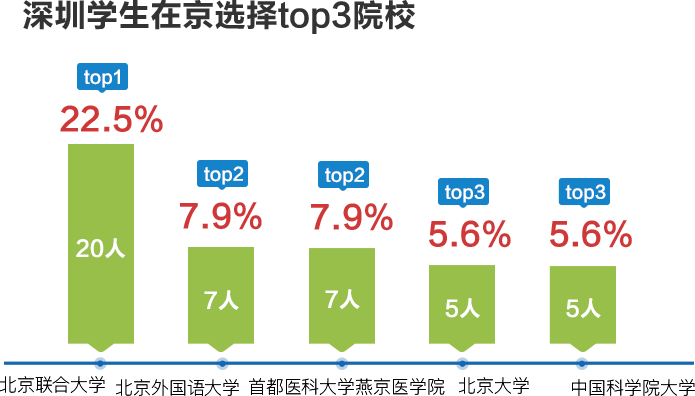 深圳学生在京选择top3院校
top1
22.5%
20人
top2
7.9%
7人
top2
7.9%
7人
top3
5.6%
5人
top3
5.6%
5人
北京联合大学
北京外国语大学
首都医科大学燕京医学院
北京大学
中国科学院大学